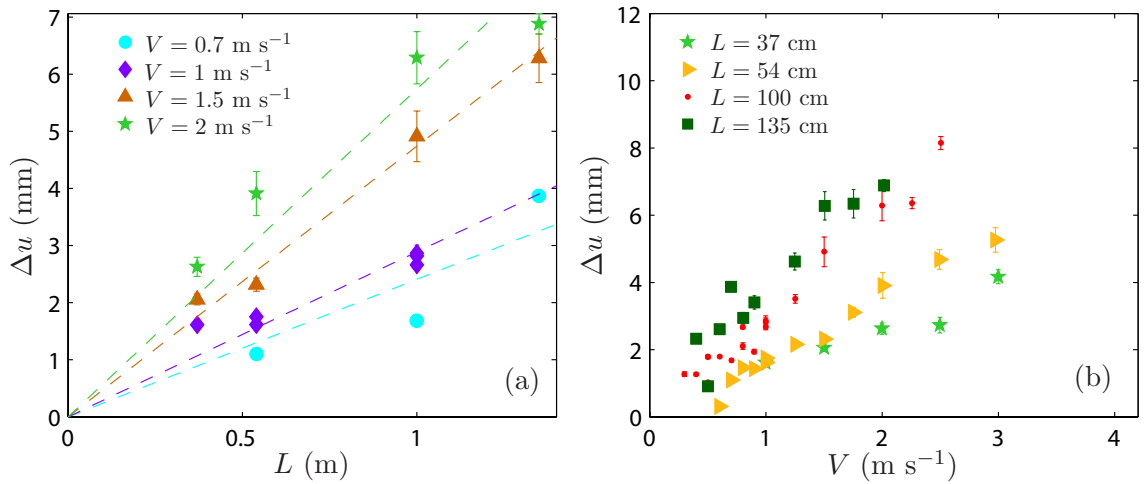 7
6
5
4
3
2
1
0
Δu (mm)
V = 0.7 m s⁻¹
V = 1 m s⁻¹
V = 1.5 m s⁻¹
V = 2 m s⁻¹
(a)
0 0.5 1
L (m)
12
10
8
6
4
2
0
Δu (mm)
L = 37 cm
L = 54 cm
L = 100 cm
L = 135 cm
(b)
0 1 2 3 4
V (m s⁻¹)